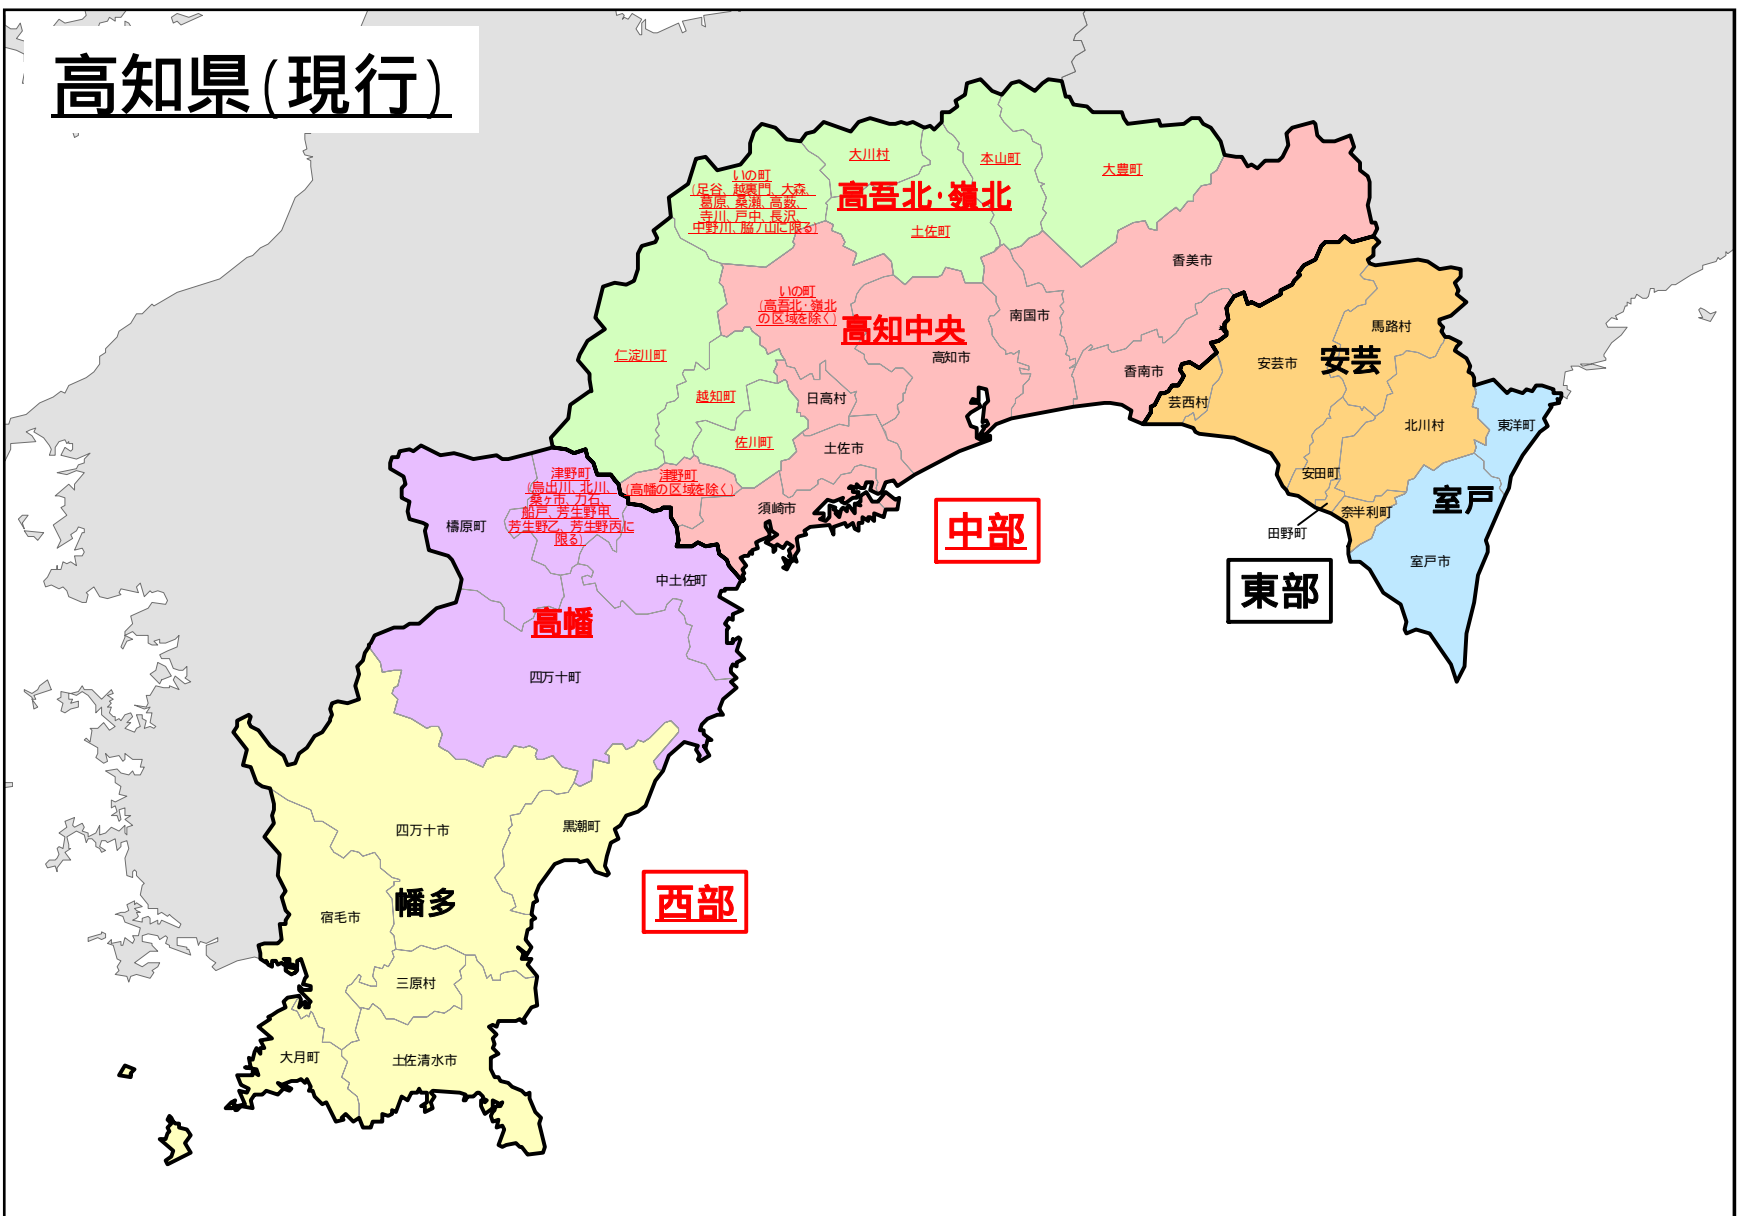 高知県(現行)
大川村
本山町
大豊町
いの町
(足谷、越裏門、大森、
葛原、桑瀬、高薮、
寺川、戸中、長沢、
中野川、脇ノ山に限る)
高吾北・嶺北
土佐町
香美市
いの町
(高吾北・嶺北
の区域を除く)
高知中央
南国市
高知市
馬路村
安芸市
安芸
仁淀川町
香南市
越知町
日高村
芸西村
佐川町
土佐市
北川村
東洋町
津野町
(高幡の区域を除く)
安田町
津野町
(烏出川、北川、
桑ヶ市、力石、
船戸、芳生野甲、
芳生野乙、芳生野丙に
限る)
檮原町
須崎市
室戸
奈半利町
田野町
中部
室戸市
中土佐町
東部
高幡
四万十町
四万十市
黒潮町
幡多
西部
宿毛市
三原村
大月町
土佐清水市